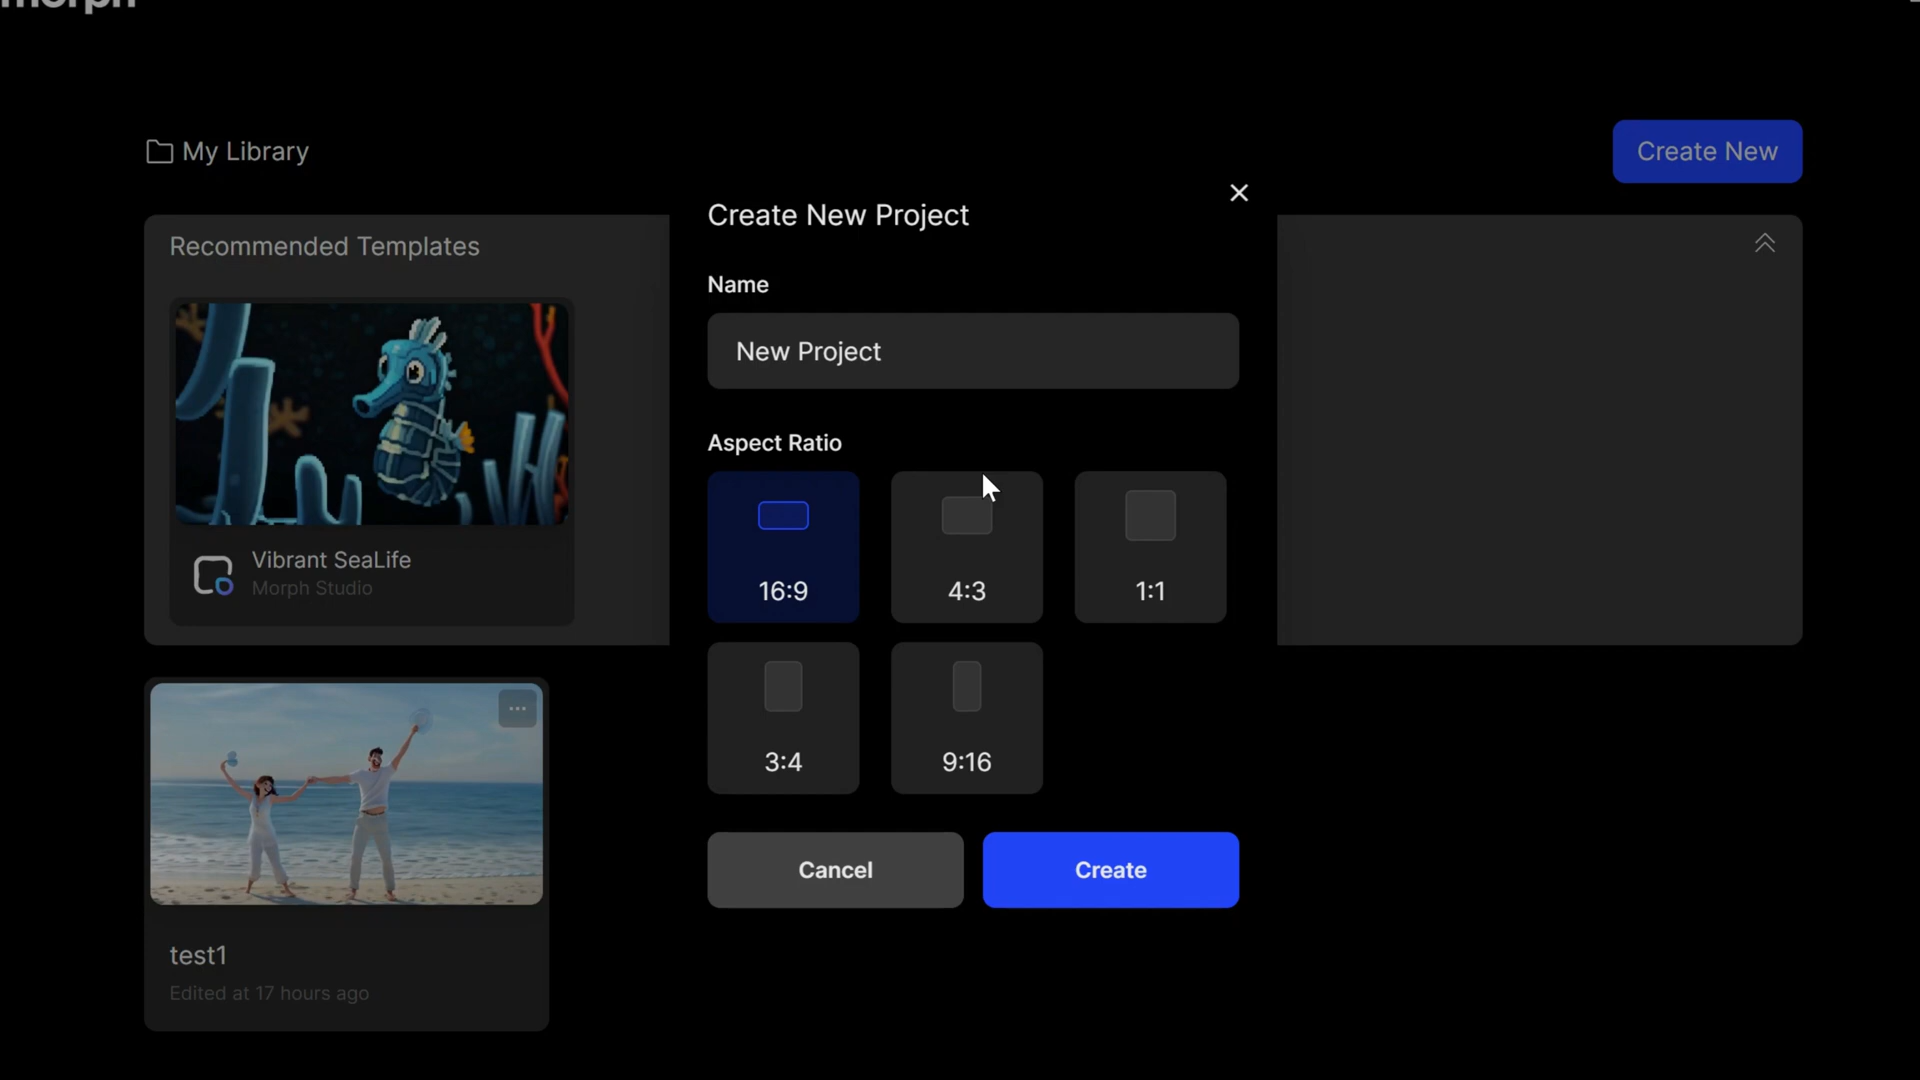 morph
My Library
Create New
Create New Project
Recommended Templates
Name
New Project
Vibrant SeaLife
Morph Studio
Aspect Ratio
16:9
4:3
1:1
3:4
9:16
Cancel
Create
test1
Edited at 17 hours ago